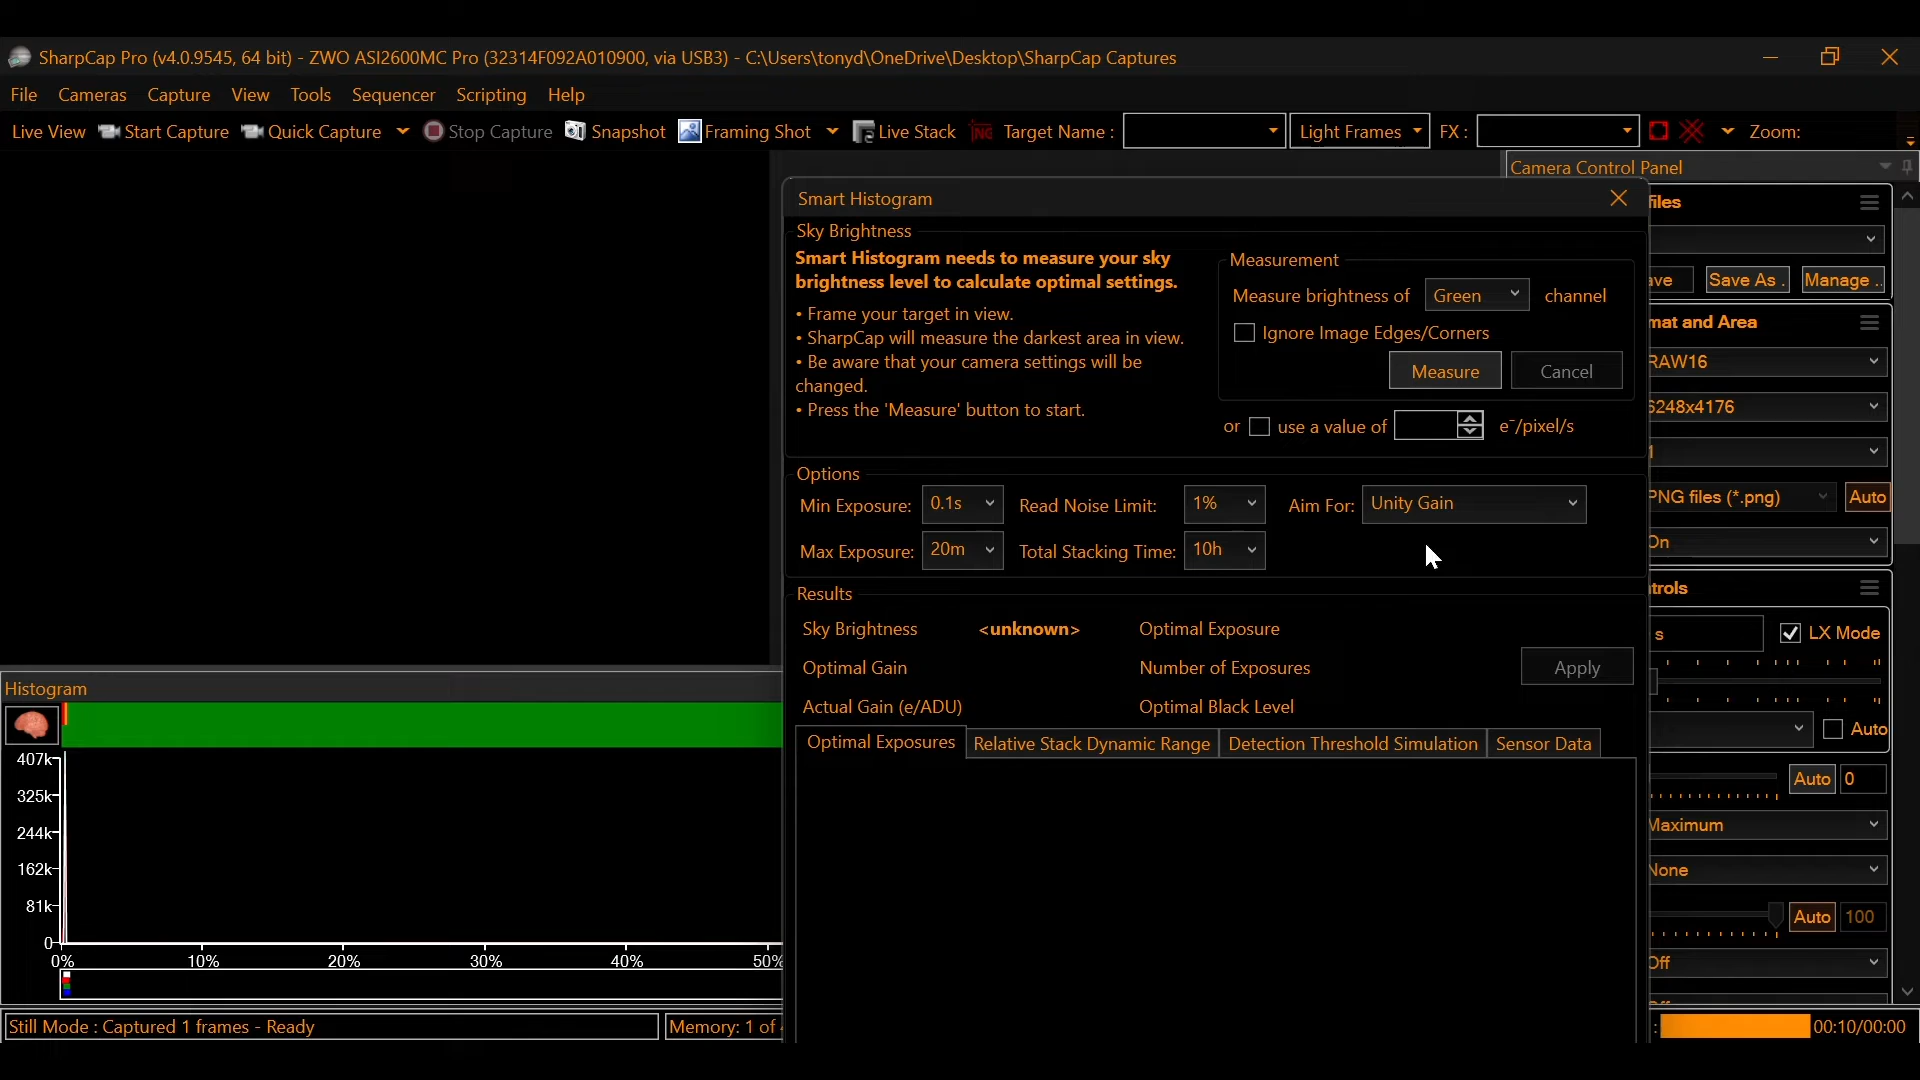 SharpCap Pro (v4.0.9545, 64 bit) - ZWO ASI2600MC Pro (32314F092A010900, via USB3) - C:\Users\tonyd\OneDrive\Desktop\SharpCap Captures
File Cameras Capture View Tools Sequencer Scripting Help
Live View Start Capture Quick Capture Stop Capture Snapshot Framing Shot Live Stack Target Name : Light Frames FX : Zoom:
Camera Control Panel
Smart Histogram
files
Sky Brightness
Smart Histogram needs to measure your sky
brightness level to calculate optimal settings.
• Frame your target in view.
• SharpCap will measure the darkest area in view.
• Be aware that your camera settings will be
changed.
• Press the 'Measure' button to start.
Measurement
Measure brightness of Green channel
Ignore Image Edges/Corners
Measure Cancel
or use a value of e⁻/pixel/s
ave Save As . Manage ..
mat and Area
RAW16
6248x4176
1
PNG files (*.png) Auto
On
Options
Min Exposure: 0.1s Read Noise Limit: 1% Aim For: Unity Gain
Max Exposure: 20m Total Stacking Time: 10h
Results
Sky Brightness <unknown> Optimal Exposure
Optimal Gain Number of Exposures Apply
Actual Gain (e/ADU) Optimal Black Level
Optimal Exposures Relative Stack Dynamic Range Detection Threshold Simulation Sensor Data
trols
s LX Mode
Auto
Auto 0
Maximum
None
Auto 100
Off
Histogram
407k
325k
244k
162k
81k
0
0% 10% 20% 30% 40% 50%
Still Mode : Captured 1 frames - Ready Memory: 1 of
: 00:10/00:00